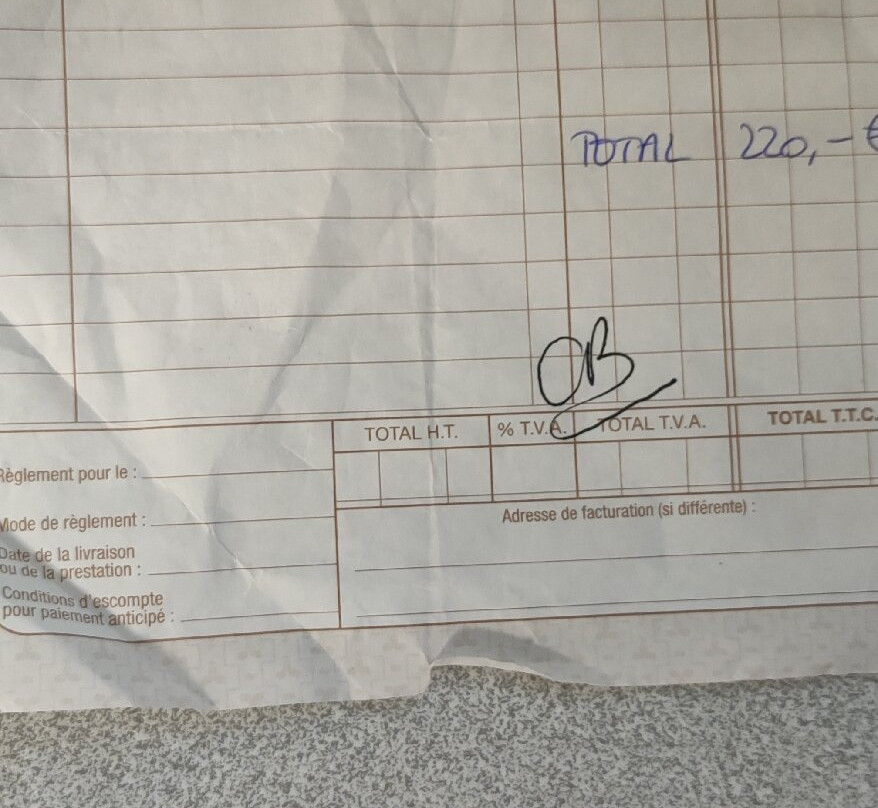 TOTAL 220,- €
CB
TOTAL H.T. % T.V.A. TOTAL T.V.A. TOTAL T.T.C.
Règlement pour le :
Mode de règlement :
Adresse de facturation (si différente) :
Date de la livraison
ou de la prestation :
Conditions d'escompte
pour paiement anticipé :